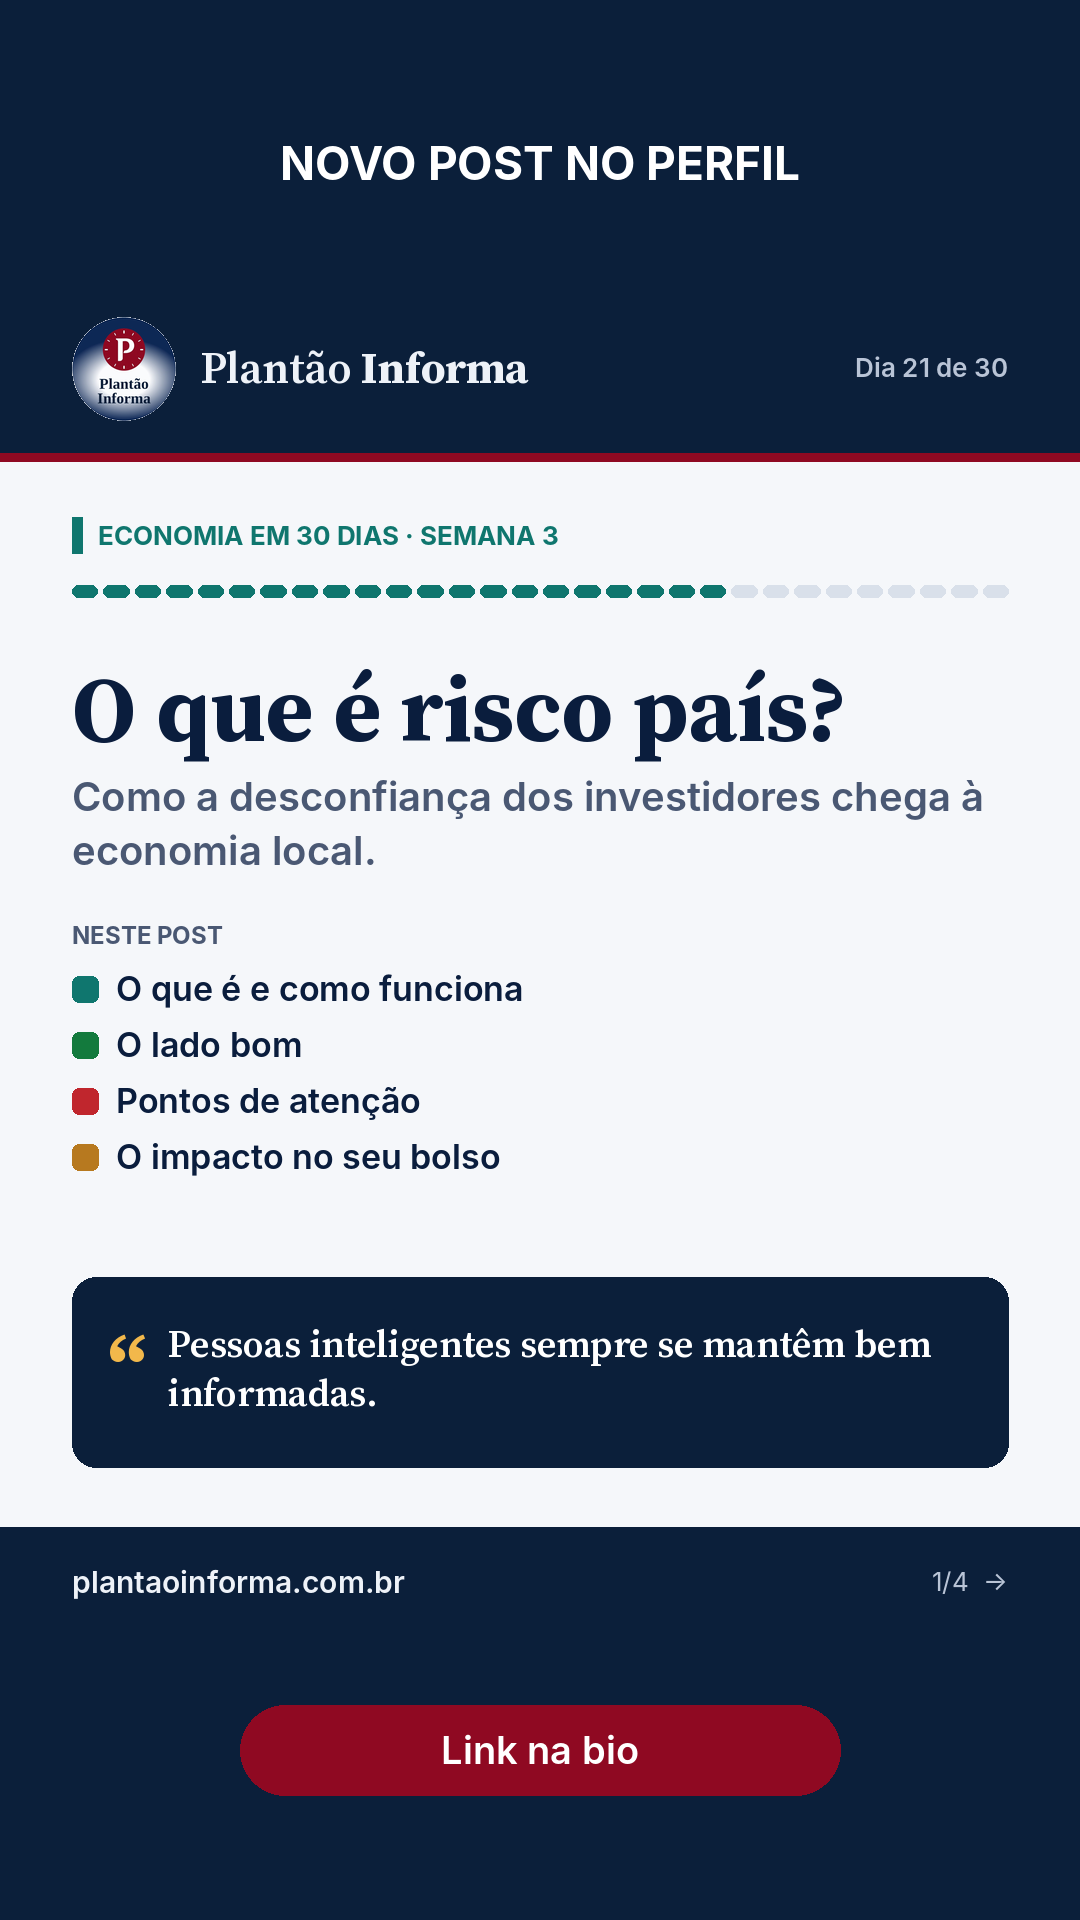 NOVO POST NO PERFIL
P
Plantão
Informa
Plantão Informa
Dia 21 de 30
ECONOMIA EM 30 DIAS · SEMANA 3
O que é risco país?
Como a desconfiança dos investidores chega à
economia local.
NESTE POST
O que é e como funciona
O lado bom
Pontos de atenção
O impacto no seu bolso
“ Pessoas inteligentes sempre se mantêm bem
informadas.
plantaoinforma.com.br
1/4 →
Link na bio